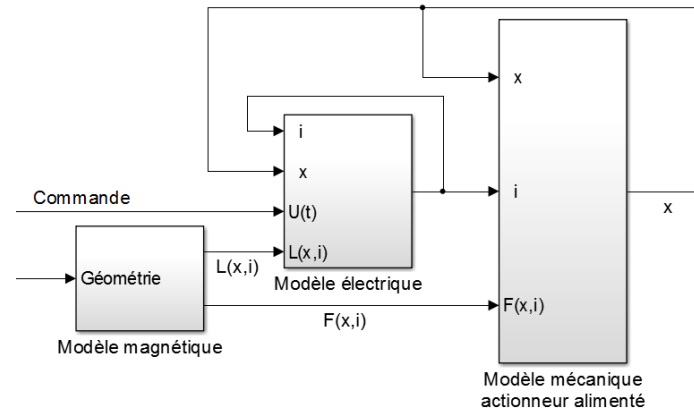 x
i
i
x
x
Commande
U(t)
L(x,i)
L(x,i)
Géométrie
Modèle électrique
F(x,i)
F(x,i)
Modèle magnétique
Modèle mécanique
actionneur alimenté